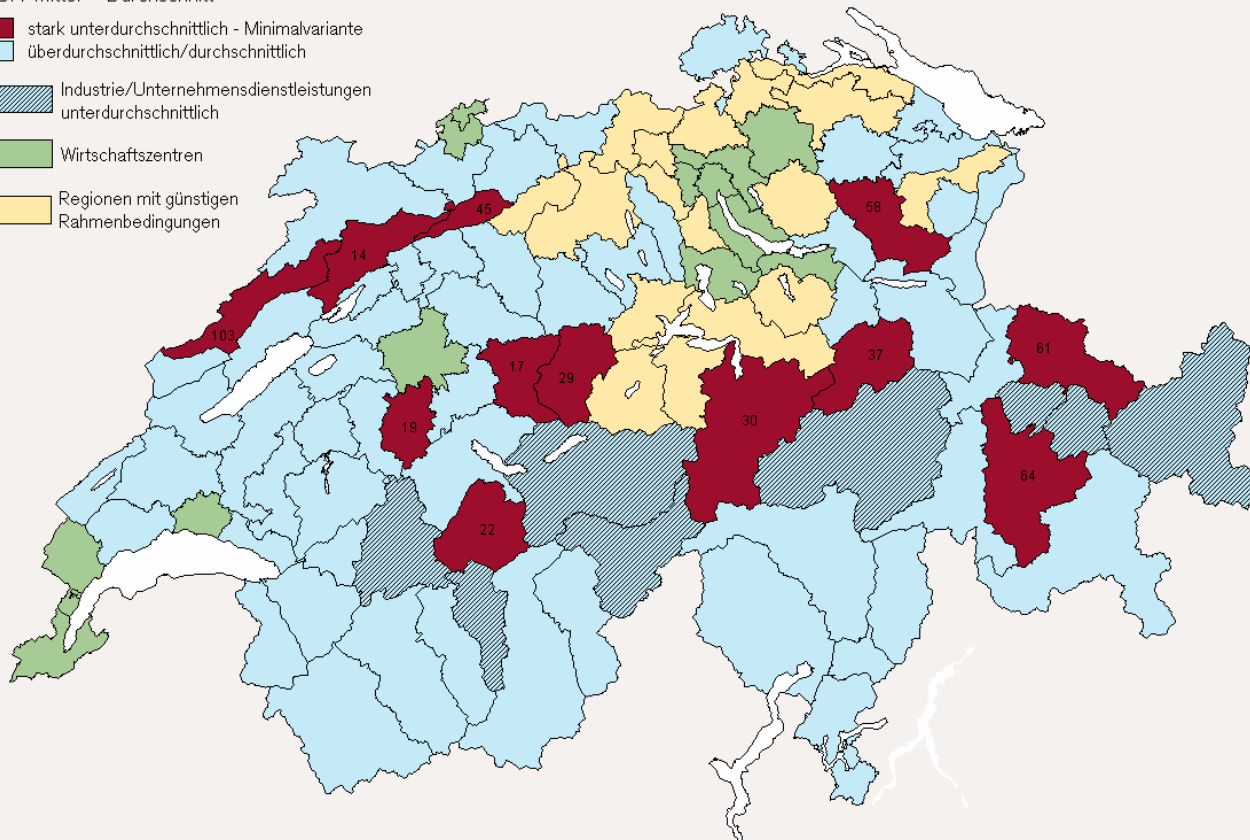 stark unterdurchschnittlich - Minimalvariante
überdurchschnittlich/durchschnittlich
Industrie/Unternehmensdienstleistungen
unterdurchschnittlich
Wirtschaftszentren
Regionen mit günstigen
Rahmenbedingungen
45
58
14
103
37
61
17
29
30
19
64
22